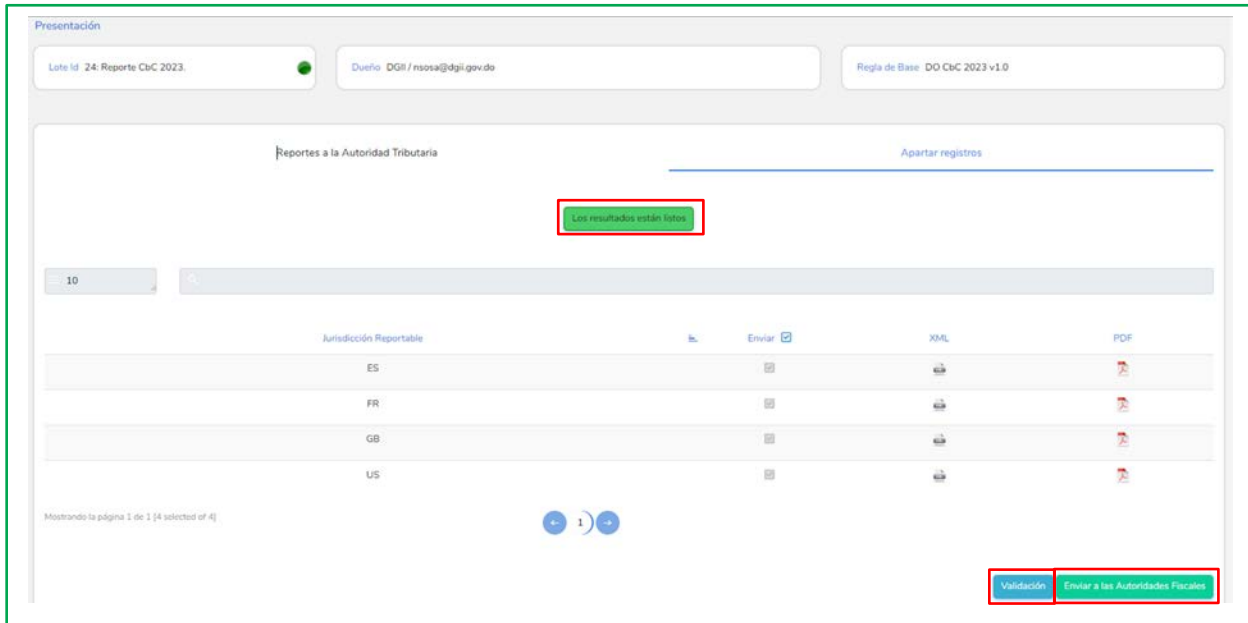 Presentación
Lote Id 24: Reporte CbC 2023. Dueño DGII / nsosa@dgii.gov.do Regla de Base DO CbC 2023 v1.0
Reportes a la Autoridad Tributaria Apartar registros
Los resultados están listos
10
Jurisdicción Reportable Enviar XML PDF
ES
FR
GB
US
Mostrando la página 1 de 1 [4 selected of 4] 1
Validación Enviar a las Autoridades Fiscales